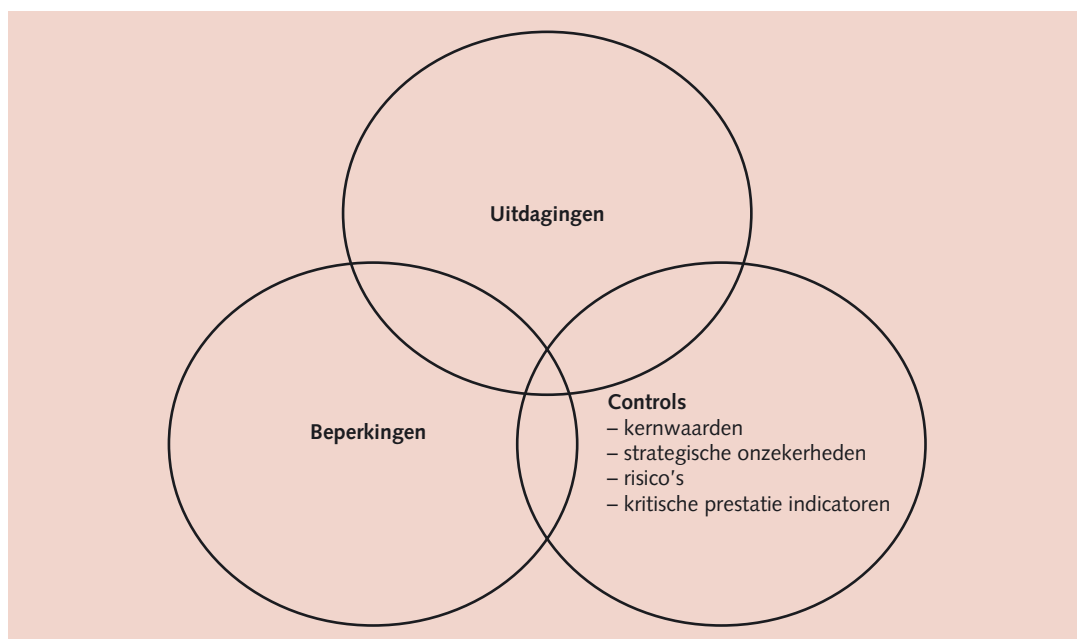 Uitdagingen
Beperkingen
Controls
– kernwaarden
– strategische onzekerheden
– risico's
– kritische prestatie indicatoren